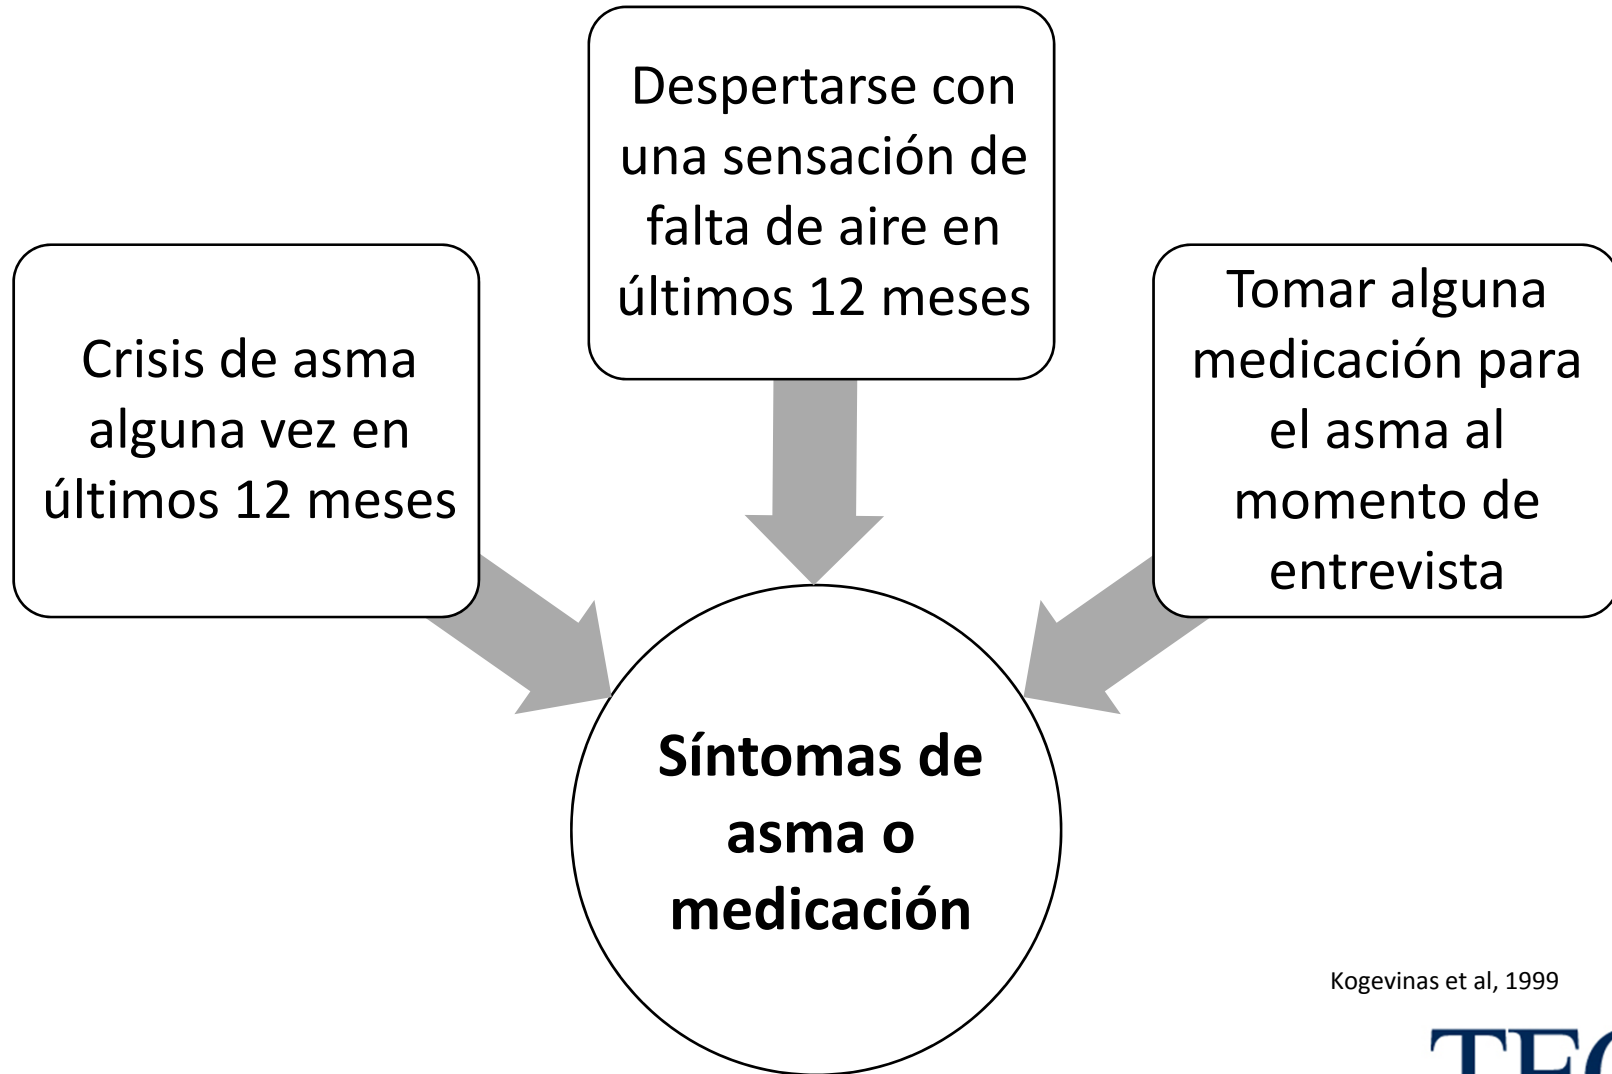 Despertarse con
una sensación de
falta de aire en
últimos 12 meses
Crisis de asma
alguna vez en
últimos 12 meses
Tomar alguna
medicación para
el asma al
momento de
entrevista
Síntomas de
asma o
medicación
Kogevinas et al, 1999